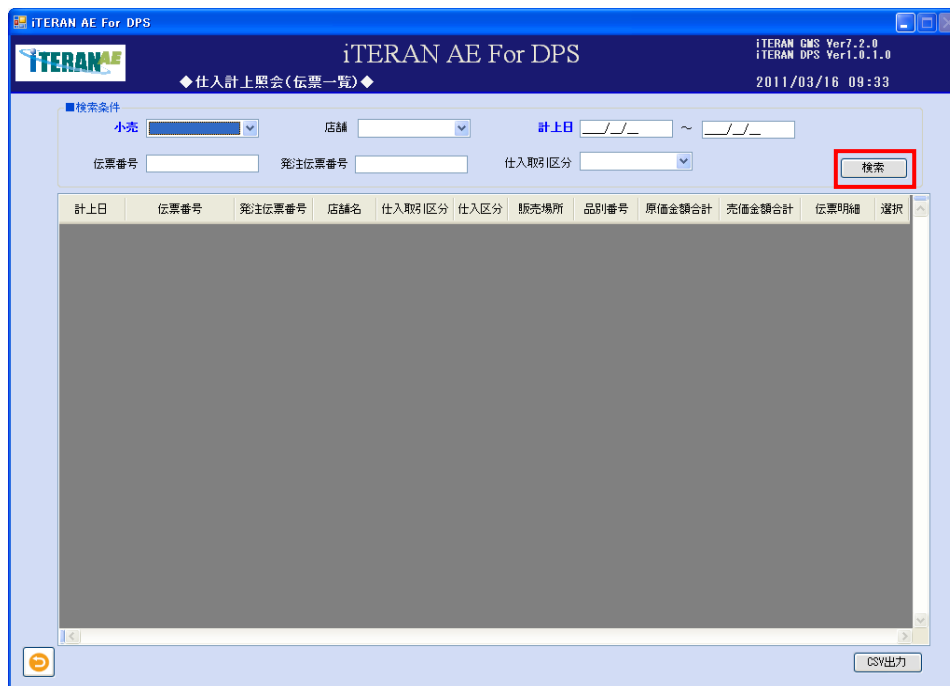 iTERAN AE For DPS
iTERAN AE
iTERAN AE For DPS
iTERAN GMS Ver7.2.0
iTERAN DPS Ver1.0.1.0
◆仕入計上照会(伝票一覧)◆
2011/03/16 09:33
■検索条件
小売 店舗 計上日 __/_/_ ～ __/_/_
伝票番号 発注伝票番号 仕入取引区分 検索
計上日 伝票番号 発注伝票番号 店舗名 仕入取引区分 仕入区分 販売場所 品別番号 原価金額合計 売価金額合計 伝票明細 選択
CSV出力